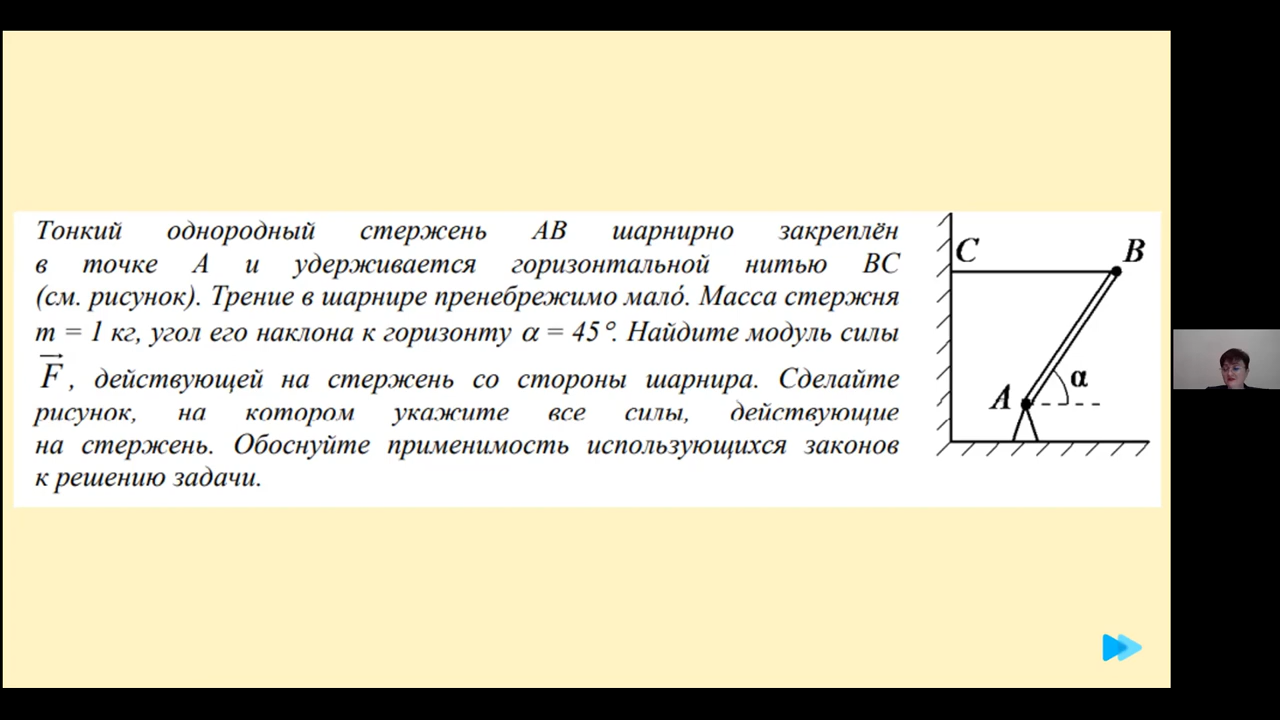 Тонкий однородный стержень АВ шарнирно закреплён
в точке А и удерживается горизонтальной нитью ВС
(см. рисунок). Трение в шарнире пренебрежимо мало́. Масса стержня
m = 1 кг, угол его наклона к горизонту α = 45°. Найдите модуль силы
F⃗, действующей на стержень со стороны шарнира. Сделайте
рисунок, на котором укажите все силы, действующие
на стержень. Обоснуйте применимость использующихся законов
к решению задачи.
C B
α
A